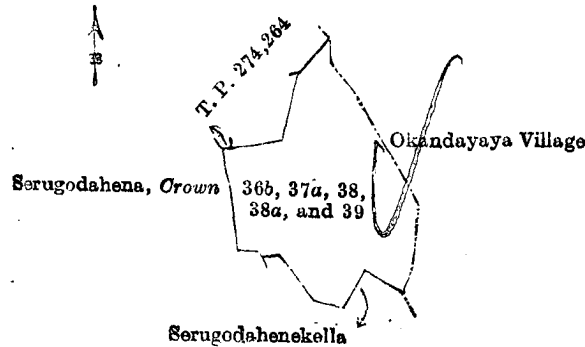 T. P. 274,264
Okandayaya Village
Serugodahena, Crown
36b, 37a, 38,
38a, and 39
Serugodahenekella